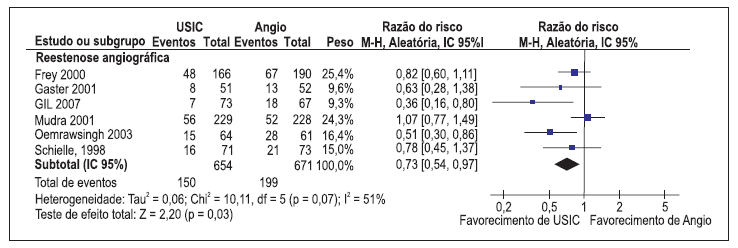 USIC Angio Razão do risco Razão do risco
Estudo ou subgrupo Eventos Total Eventos Total Peso M-H, Aleatória, IC 95%I M-H, Aleatória, IC 95%
Reestenose angiográfica
Frey 2000 48 166 67 190 25,4% 0,82 [0,60, 1,11]
Gaster 2001 8 51 13 52 9,6% 0,63 [0,28, 1,38]
GIL 2007 7 73 18 67 9,2% 0,36 [0,16, 0,80]
Mudra 2001 56 229 52 228 24,3% 1,07 [0,77, 1,49]
Oemrawsingh 2003 15 64 28 61 16,4% 0,51 [0,30, 0,86]
Schielle, 1998 16 71 21 73 16,0% 0,78 [0,45, 1,37]
Subtotal (IC 95%) 654 671 100,0% 0,73 [0,54, 0,97]
Total de eventos 150 199
Heterogeneidade: Tau² = 0,06; Chi² = 10,11, df = 5 (p = 0,07); I² = 51%
Teste de efeito total: Z = 2,20 (p = 0,03)
0,2 0,5 1 2 5
Favorecimento de USIC Favorecimento de Angio